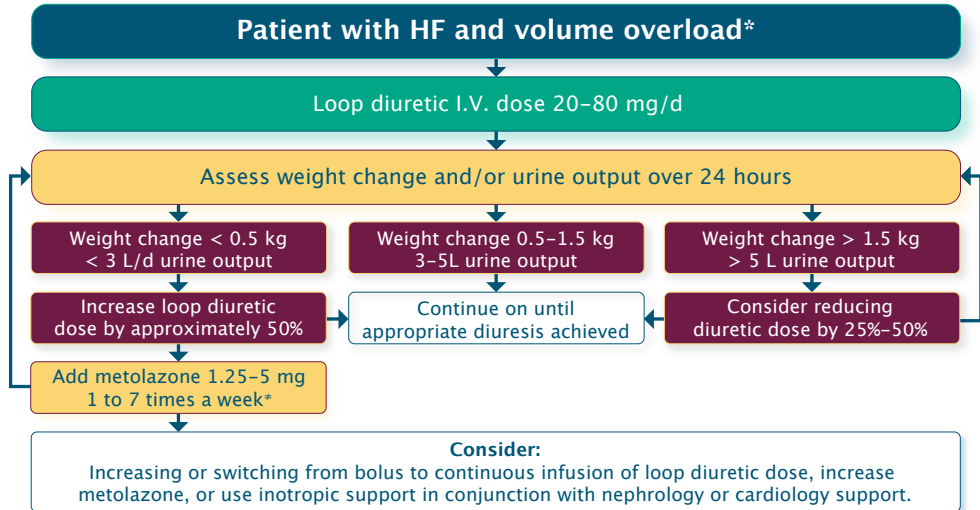 Patient with HF and volume overload*
Loop diuretic I.V. dose 20–80 mg/d
Assess weight change and/or urine output over 24 hours
Weight change < 0.5 kg
< 3 L/d urine output
Weight change 0.5–1.5 kg
3–5L urine output
Weight change > 1.5 kg
> 5 L urine output
Increase loop diuretic
dose by approximately 50%
Continue on until
appropriate diuresis achieved
Consider reducing
diuretic dose by 25%–50%
Add metolazone 1.25–5 mg
1 to 7 times a week≠
Consider:
Increasing or switching from bolus to continuous infusion of loop diuretic dose, increase
metolazone, or use inotropic support in conjunction with nephrology or cardiology support.